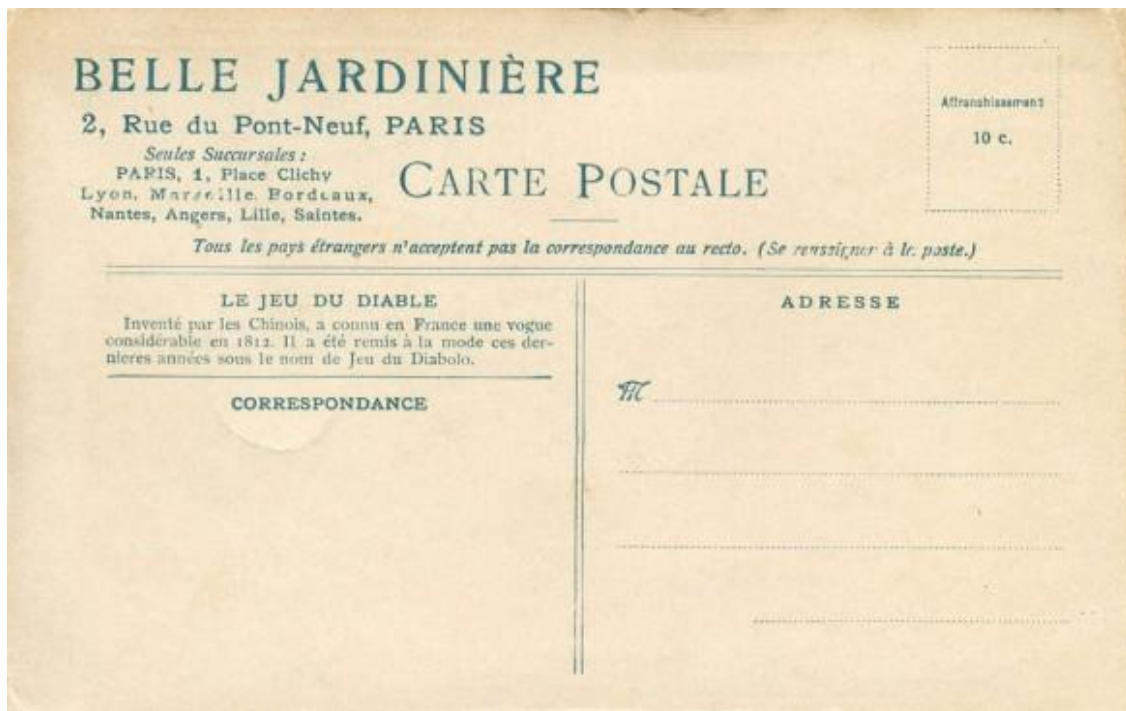 BELLE JARDINIÈRE
2, Rue du Pont-Neuf, PARIS
Seules Succursales :
PARIS, 1, Place Clichy
Lyon, Marseille, Bordeaux,
Nantes, Angers, Lille, Saintes.
CARTE POSTALE
Affranchissement
10 c.
Tous les pays étrangers n'acceptent pas la correspondance au recto. (Se renseigner à la poste.)
LE JEU DU DIABLE
Inventé par les Chinois, a connu en France une vogue
considérable en 1812. Il a été remis à la mode ces der-
nieres années sous le nom de Jeu du Diabolo.
CORRESPONDANCE
ADRESSE
M